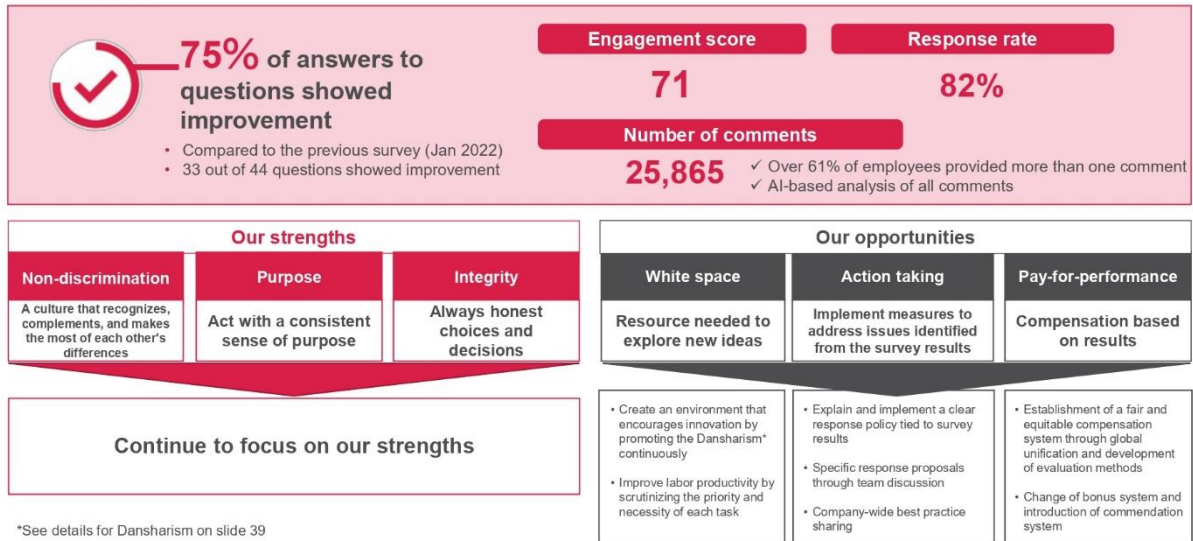 75% of answers to
questions showed
improvement
• Compared to the previous survey (Jan 2022)
• 33 out of 44 questions showed improvement
Engagement score
71
Response rate
82%
Number of comments
25,865
✓ Over 61% of employees provided more than one comment
✓ AI-based analysis of all comments
Our strengths
Non-discrimination
A culture that recognizes,
complements, and makes
the most of each other's
differences
Purpose
Act with a consistent
sense of purpose
Integrity
Always honest
choices and
decisions
Continue to focus on our strengths
*See details for Dansharism on slide 39
Our opportunities
White space
Resource needed to
explore new ideas
• Create an environment that
encourages innovation by
promoting the Dansharism*
continuously
• Improve labor productivity by
scrutinizing the priority and
necessity of each task
Action taking
Implement measures to
address issues identified
from the survey results
• Explain and implement a clear
response policy tied to survey
results
• Specific response proposals
through team discussion
• Company-wide best practice
sharing
Pay-for-performance
Compensation based
on results
• Establishment of a fair and
equitable compensation
system through global
unification and development
of evaluation methods
• Change of bonus system and
introduction of commendation
system